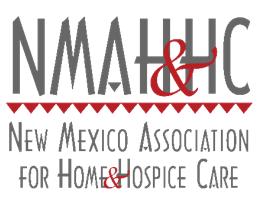 NMAH&HC
New Mexico Association
for Home&Hospice Care